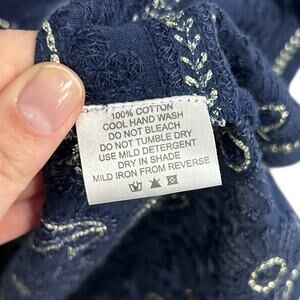 100% COTTON
COOL HAND WASH
DO NOT BLEACH
DO NOT TUMBLE DRY
USE MILD DETERGENT
DRY IN SHADE
MILD IRON FROM REVERSE